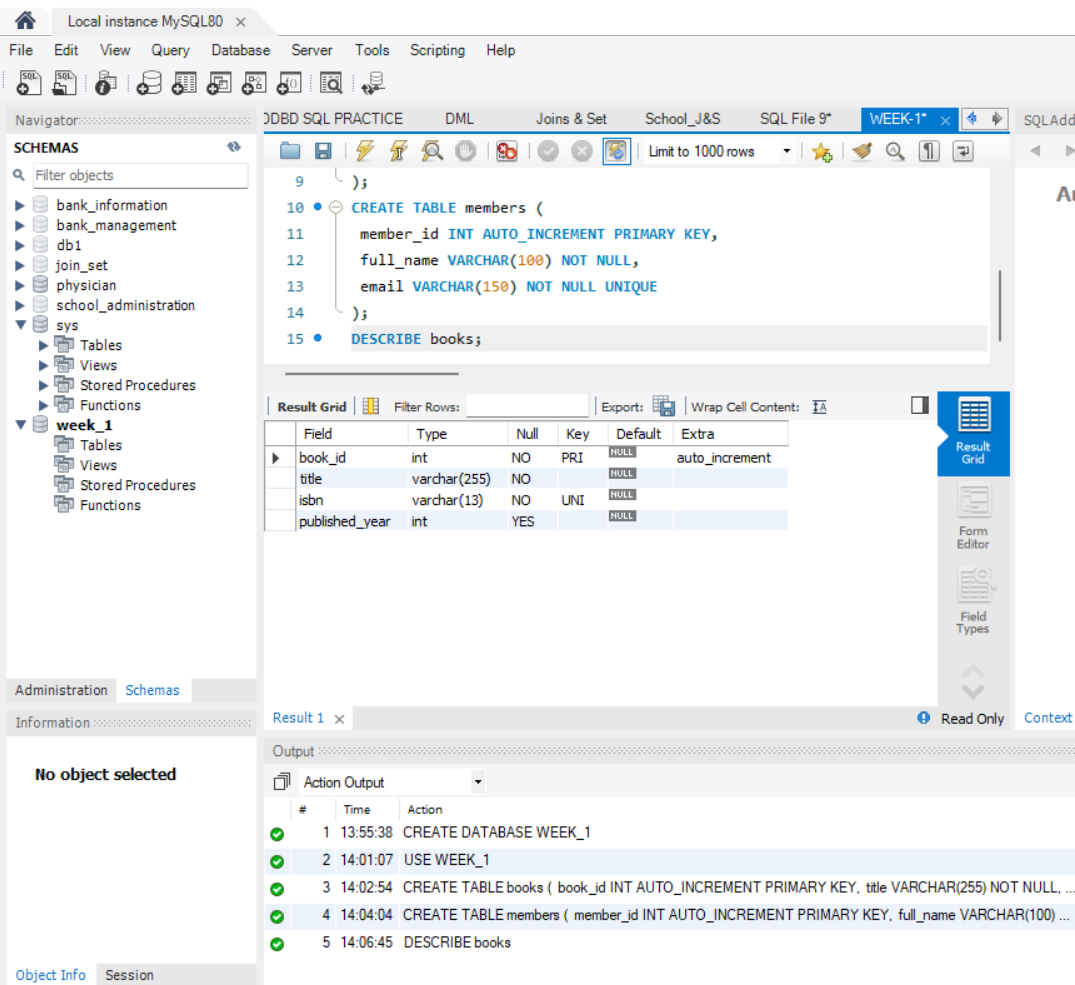 Local instance MySQL80
File Edit View Query Database Server Tools Scripting Help
Navigator
SCHEMAS
Filter objects
bank_information
bank_management
db1
join_set
physician
school_administration
sys
Tables
Views
Stored Procedures
Functions
week_1
Tables
Views
Stored Procedures
Functions
Administration Schemas
Information
No object selected
Object Info Session
DDBD SQL PRACTICE DML Joins & Set School_J&S SQL File 9* WEEK-1*
Limit to 1000 rows
9 );
10 CREATE TABLE members (
11 member_id INT AUTO_INCREMENT PRIMARY KEY,
12 full_name VARCHAR(100) NOT NULL,
13 email VARCHAR(150) NOT NULL UNIQUE
14 );
15 DESCRIBE books;
Result Grid Filter Rows: Export: Wrap Cell Content: IA
Field Type Null Key Default Extra
book_id int NO PRI NULL auto_increment
title varchar(255) NO NULL
isbn varchar(13) NO UNI NULL
published_year int YES NULL
Result Grid
Form Editor
Field Types
Result 1 Read Only
Output
Action Output
# Time Action
1 13:55:38 CREATE DATABASE WEEK_1
2 14:01:07 USE WEEK_1
3 14:02:54 CREATE TABLE books ( book_id INT AUTO_INCREMENT PRIMARY KEY, title VARCHAR(255) NOT NULL, ...
4 14:04:04 CREATE TABLE members ( member_id INT AUTO_INCREMENT PRIMARY KEY, full_name VARCHAR(100) ...
5 14:06:45 DESCRIBE books
SQLAdd
Au
Context